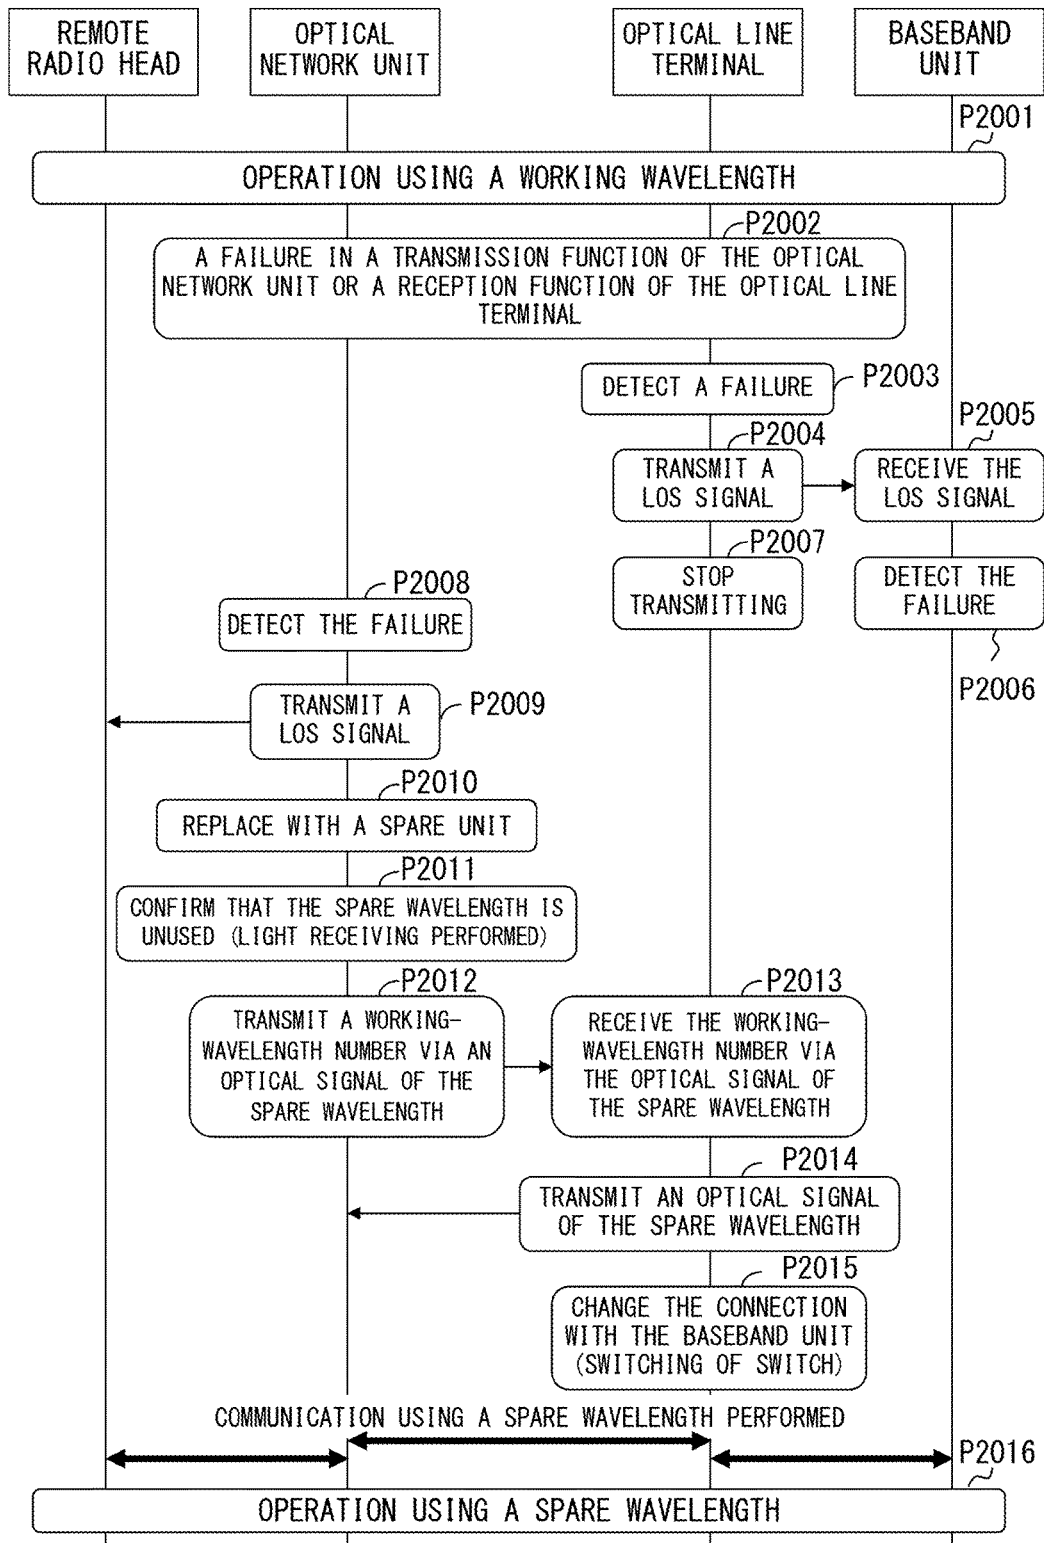 REMOTE
RADIO HEAD
OPTICAL
NETWORK UNIT
OPTICAL LINE
TERMINAL
BASEBAND
UNIT
P2001
OPERATION USING A WORKING WAVELENGTH
P2002
A FAILURE IN A TRANSMISSION FUNCTION OF THE OPTICAL
NETWORK UNIT OR A RECEPTION FUNCTION OF THE OPTICAL LINE
TERMINAL
DETECT A FAILURE
P2003
P2004
TRANSMIT A
LOS SIGNAL
P2005
RECEIVE THE
LOS SIGNAL
P2007
STOP
TRANSMITTING
DETECT THE
FAILURE
P2006
P2008
DETECT THE FAILURE
TRANSMIT A
LOS SIGNAL
P2009
P2010
REPLACE WITH A SPARE UNIT
P2011
CONFIRM THAT THE SPARE WAVELENGTH IS
UNUSED (LIGHT RECEIVING PERFORMED)
P2012
TRANSMIT A WORKING-
WAVELENGTH NUMBER VIA AN
OPTICAL SIGNAL OF THE
SPARE WAVELENGTH
P2013
RECEIVE THE WORKING-
WAVELENGTH NUMBER VIA
THE OPTICAL SIGNAL OF
THE SPARE WAVELENGTH
P2014
TRANSMIT AN OPTICAL SIGNAL
OF THE SPARE WAVELENGTH
P2015
CHANGE THE CONNECTION
WITH THE BASEBAND UNIT
(SWITCHING OF SWITCH)
COMMUNICATION USING A SPARE WAVELENGTH PERFORMED
P2016
OPERATION USING A SPARE WAVELENGTH